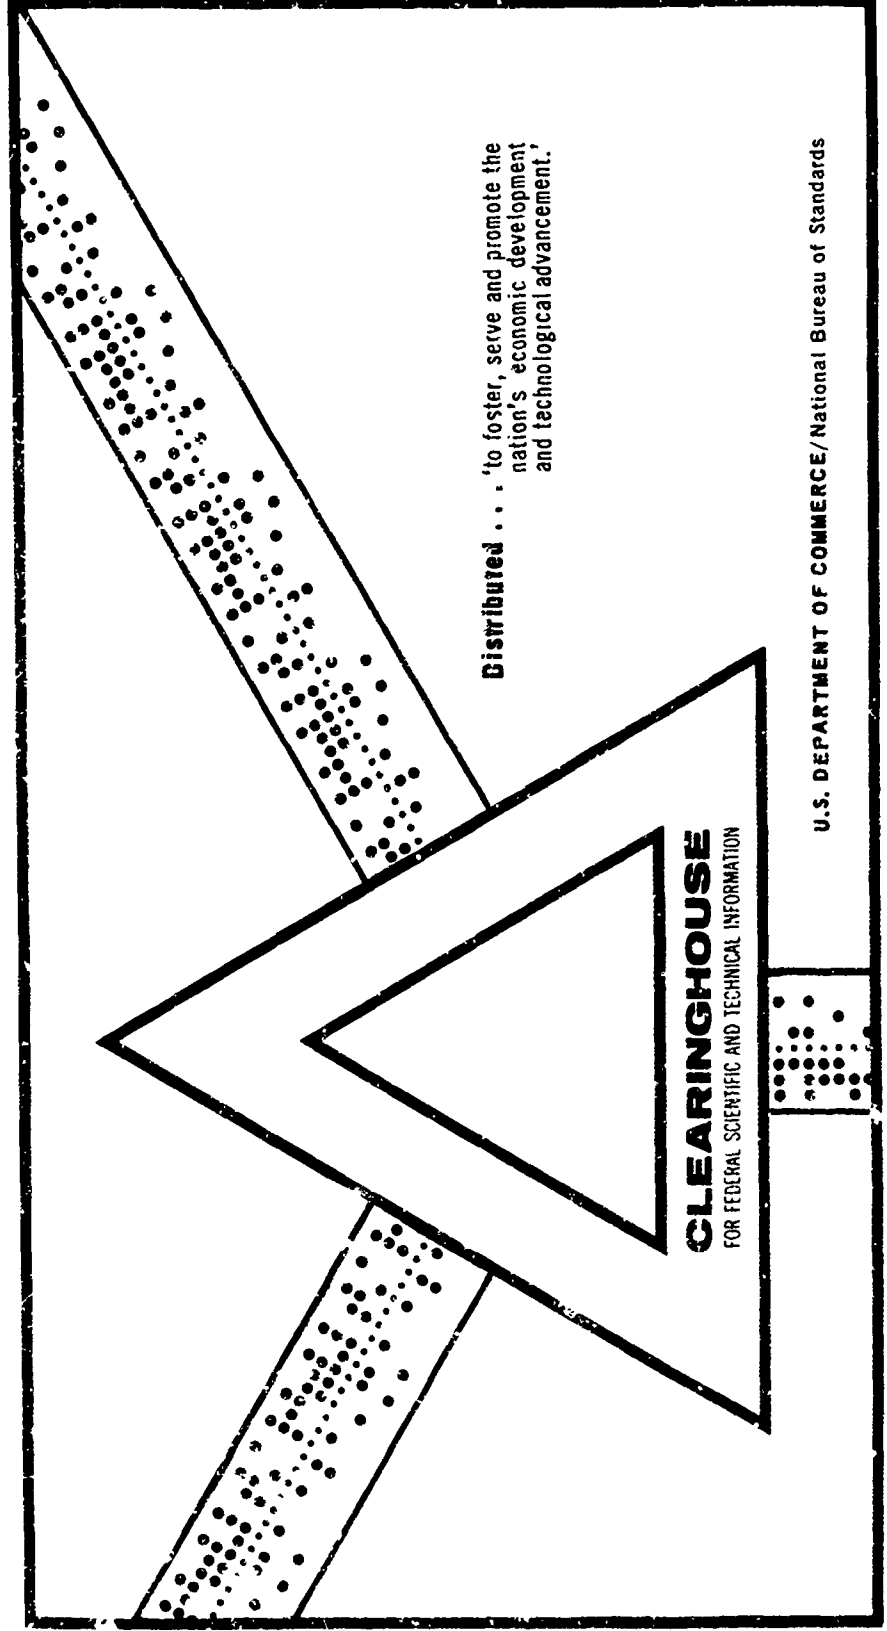 Distributed . . . 'to foster, serve and promote the
nation's economic development
and technological advancement.'
CLEARINGHOUSE
FOR FEDERAL SCIENTIFIC AND TECHNICAL INFORMATION
U.S. DEPARTMENT OF COMMERCE/National Bureau of Standards